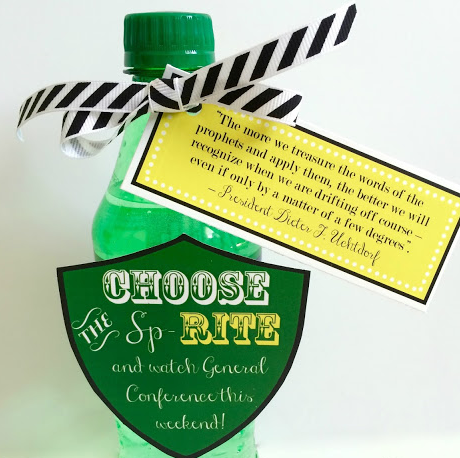 "The more we treasure the words of the
prophets and apply them, the better we will
recognize when we are drifting off course –
even if only by a matter of a few degrees".
– President Dieter F. Uchtdorf
CHOOSE
THE Sp-RITE
and watch General
Conference this
weekend!